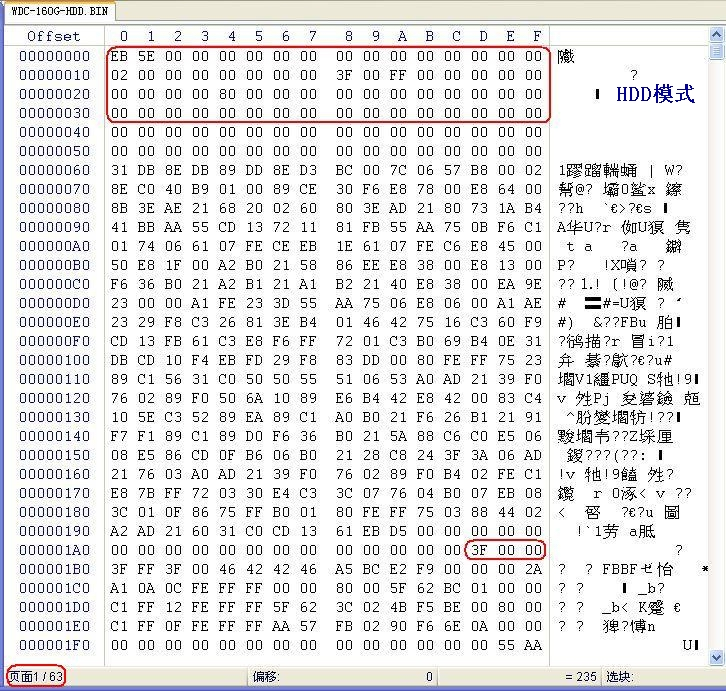 WDC-160G-HDD.BIN
Offset 0 1 2 3 4 5 6 7 8 9 A B C D E F
00000000 EB 5E 00 00 00 00 00 00 00 00 00 00 00 00 00 00
00000010 02 00 00 00 00 00 00 00 3F 00 FF 00 00 00 00 00 ?
00000020 00 00 00 00 80 00 00 00 00 00 00 00 00 00 00 00 HDD模式
00000030 00 00 00 00 00 00 00 00 00 00 00 00 00 00 00 00
00000040 00 00 00 00 00 00 00 00 00 00 00 00 00 00 00 00
00000050 00 00 00 00 00 00 00 00 00 00 00 00 00 00 00 00
00000060 31 DB 8E DB 89 DD 8E D3 BC 00 7C 06 57 B8 00 02
00000070 8E C0 40 B9 01 00 89 CE 30 F6 E8 78 00 E8 64 00
00000080 8B 3E AE 21 68 20 02 60 80 3E AD 21 80 73 1A B4
00000090 41 BB AA 55 CD 13 72 11 81 FB 55 AA 75 0B F6 C1
000000A0 01 74 06 61 07 FE CE EB 1E 61 07 FE C6 E8 45 00
000000B0 50 E8 1F 00 A2 B0 21 58 86 EE E8 38 00 E8 13 00
000000C0 F6 36 B0 21 A2 B1 21 A1 B2 21 40 E8 38 00 EA 9E
000000D0 23 00 00 A1 FE 23 3D 55 AA 75 06 E8 06 00 A1 AE
000000E0 23 29 F8 C3 26 81 3E B4 01 46 42 75 16 C3 60 F9
000000F0 CD 13 FB 61 C3 E8 F6 FF 72 01 C3 B0 69 B4 0E 31
00000100 DB CD 10 F4 EB FD 29 F8 83 DD 00 80 FE FF 75 23
00000110 89 C1 56 31 C0 50 50 55 51 06 53 A0 AD 21 39 F0
00000120 76 02 89 F0 50 6A 10 89 E6 B4 42 E8 42 00 83 C4
00000130 10 5E C3 52 89 EA 89 C1 A0 B0 21 F6 26 B1 21 91
00000140 F7 F1 89 C1 89 D0 F6 36 B0 21 5A 88 C6 C0 E5 06
00000150 08 E5 86 CD 0F B6 06 B0 21 28 C8 24 3F 3A 06 AD
00000160 21 76 03 A0 AD 21 39 F0 76 02 89 F0 B4 02 FE C1
00000170 E8 7B FF 72 03 30 E4 C3 3C 07 76 04 B0 07 EB 08
00000180 3C 01 0F 86 75 FF B0 01 80 FE FF 75 03 88 44 02
00000190 A2 AD 21 60 31 C0 CD 13 61 EB D5 00 00 00 00 00
000001A0 00 00 00 00 00 00 00 00 00 00 00 00 00 3F 00 00 ?
000001B0 3F FF 3F 00 46 42 42 46 A5 BC E2 F9 00 00 00 2A
000001C0 A1 0A 0C FE FF FF 00 00 80 00 5F 62 BC 01 00 00
000001D0 C1 FF 12 FE FF FF 5F 62 3C 02 4B F5 BE 00 80 00
000001E0 C1 FF 0F FE FF FF AA 57 FB 02 90 F6 6E 0A 00 00
000001F0 00 00 00 00 00 00 00 00 00 00 00 00 00 00 55 AA
页面1 / 63 偏移: 0 = 235 选块: